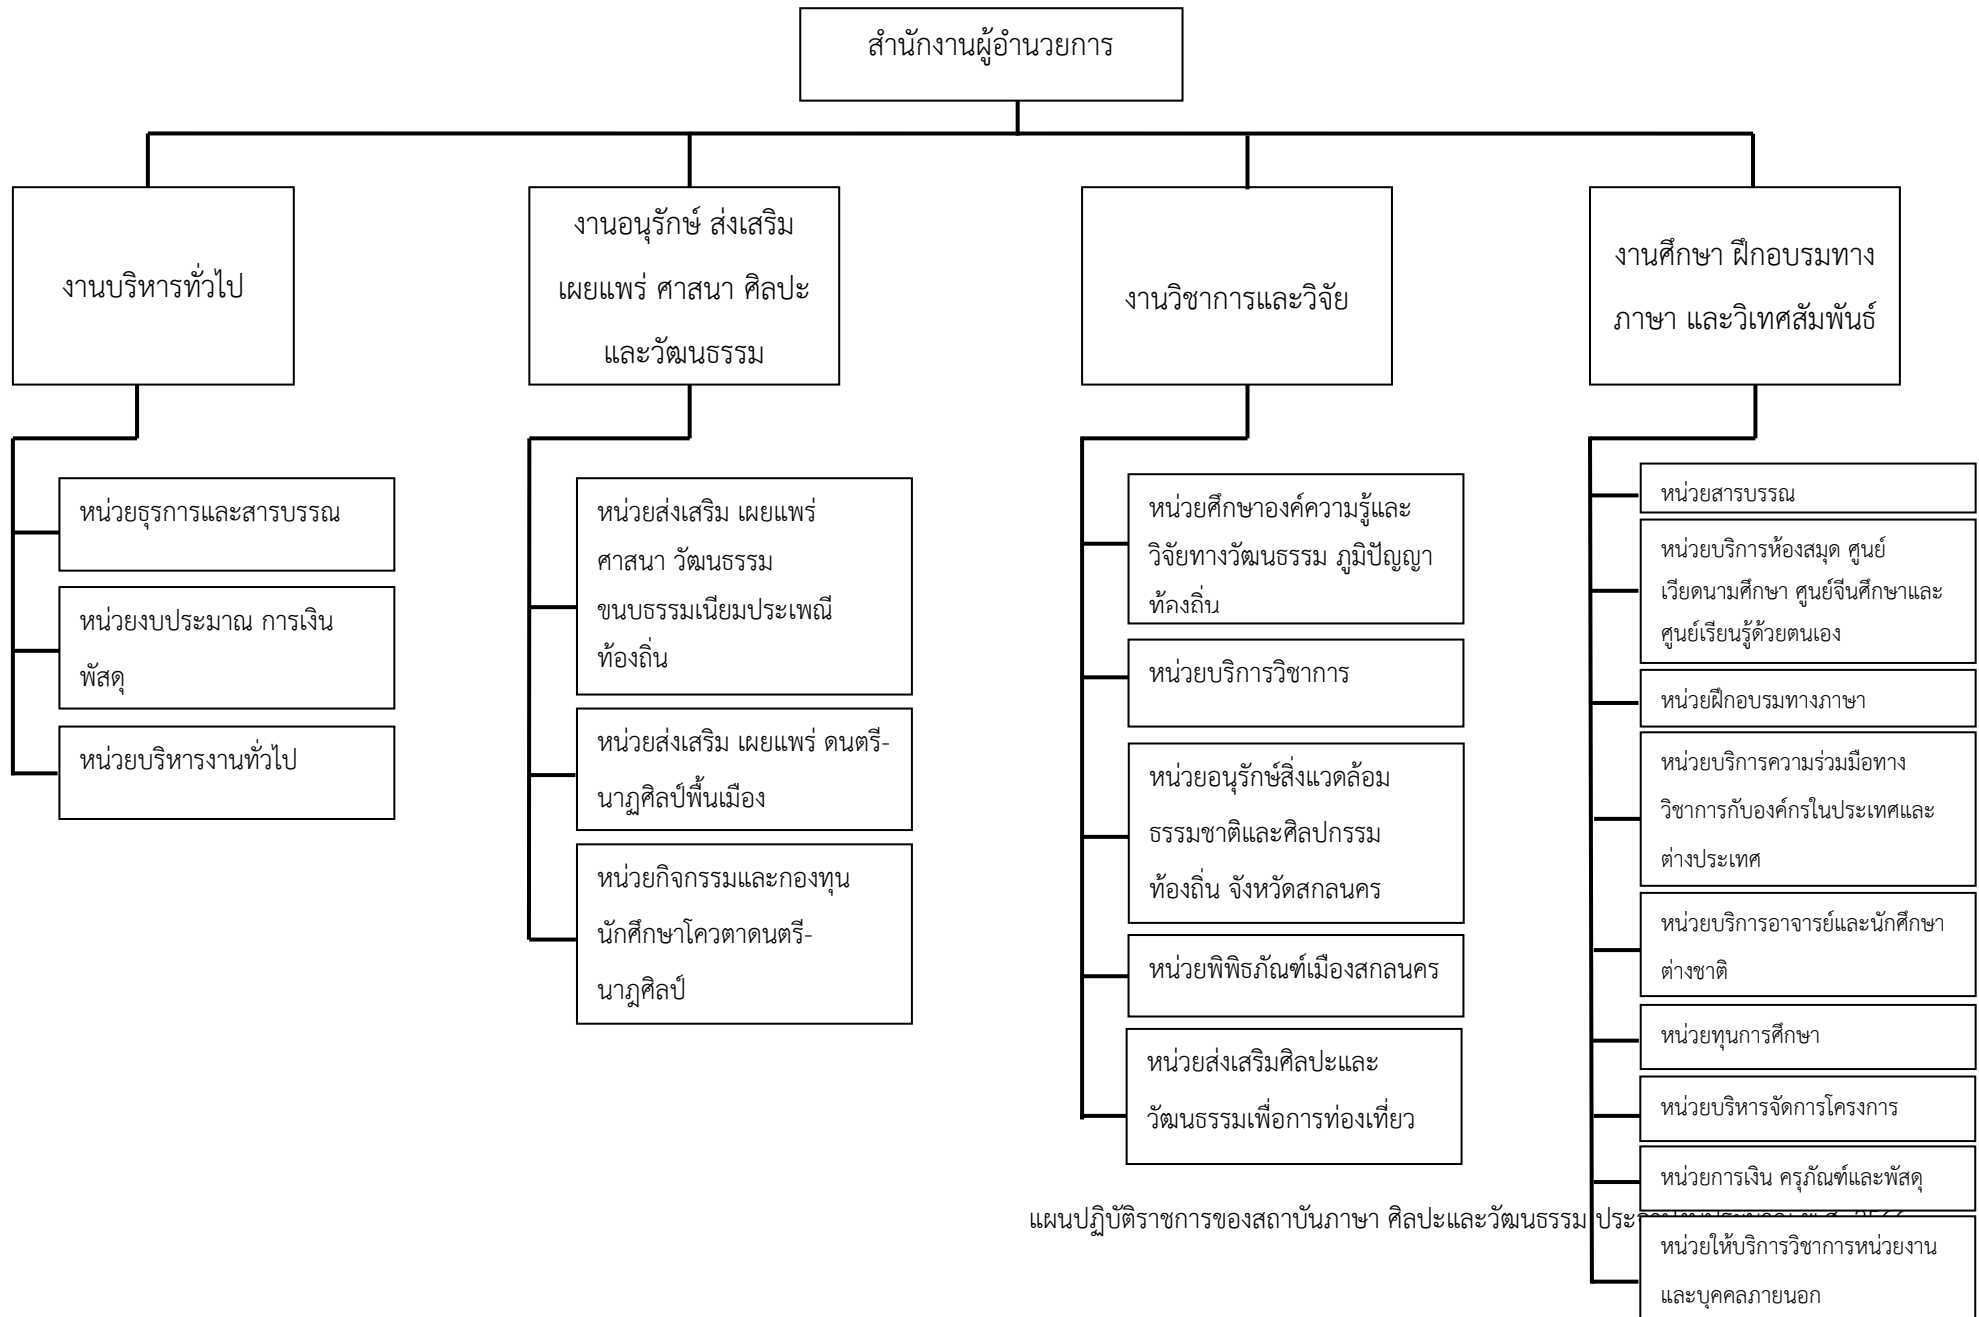 สำนักงานผู้อำนวยการ
งานบริหารทั่วไป
หน่วยธุรการและสารบรรณ
หน่วยงบประมาณ การเงิน
พัสดุ
หน่วยบริหารงานทั่วไป
งานอนุรักษ์ ส่งเสริม
เผยแพร่ ศาสนา ศิลปะ
และวัฒนธรรม
หน่วยส่งเสริม เผยแพร่
ศาสนา วัฒนธรรม
ขนบธรรมเนียมประเพณี
ท้องถิ่น
หน่วยส่งเสริม เผยแพร่ ดนตรี-
นาฏศิลป์พื้นเมือง
หน่วยกิจกรรมและกองทุน
นักศึกษาโควตาดนตรี-
นาฏศิลป์
งานวิชาการและวิจัย
หน่วยศึกษาองค์ความรู้และ
วิจัยทางวัฒนธรรม ภูมิปัญญา
ท้องถิ่น
หน่วยบริการวิชาการ
หน่วยอนุรักษ์สิ่งแวดล้อม
ธรรมชาติและศิลปกรรม
ท้องถิ่น จังหวัดสกลนคร
หน่วยพิพิธภัณฑ์เมืองสกลนคร
หน่วยส่งเสริมศิลปะและ
วัฒนธรรมเพื่อการท่องเที่ยว
งานศึกษา ฝึกอบรมทาง
ภาษา และวิเทศสัมพันธ์
หน่วยสารบรรณ
หน่วยบริการห้องสมุด ศูนย์
เวียดนามศึกษา ศูนย์จีนศึกษาและ
ศูนย์เรียนรู้ด้วยตนเอง
หน่วยฝึกอบรมทางภาษา
หน่วยบริการความร่วมมือทาง
วิชาการกับองค์กรในประเทศและ
ต่างประเทศ
หน่วยบริการอาจารย์และนักศึกษา
ต่างชาติ
หน่วยทุนการศึกษา
หน่วยบริหารจัดการโครงการ
หน่วยการเงิน ครุภัณฑ์และพัสดุ
หน่วยให้บริการวิชาการหน่วยงาน
และบุคคลภายนอก
แผนปฏิบัติราชการของสถาบันภาษา ศิลปะและวัฒนธรรม